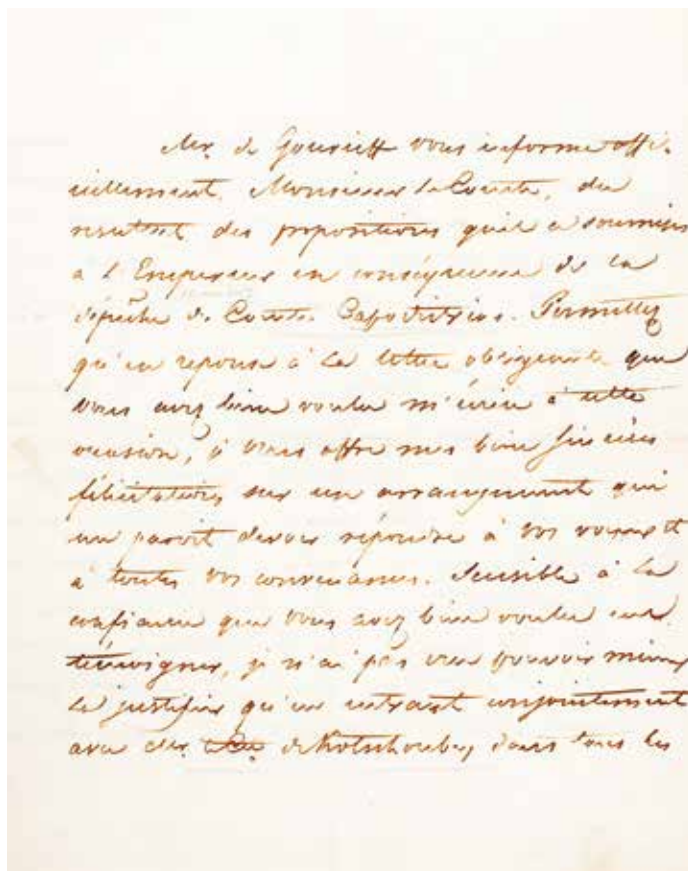 Mr. de Gourieff vous informe offi-
ciellement, Monsieur le Comte, du
resultat des propositions qu'il a soumises
à l'Empereur en conséquence de la
dépêche du Comte Capodistrias. Permettez
qu'en réponse à la lettre obligeante que
vous avez bien voulu m'écrire à cette
occasion, je vous offre mes bien sincères
félicitations sur un arrangement qui
me paroit devoir répondre à vos voeux et
à toutes vos convenances. Sensible à la
confiance que vous avez bien voulu me
témoigner, je n'ai pas cru pouvoir mieux
la justifier qu'en entrant conjointement
avec Mr. de Kotschoubey dans tous les